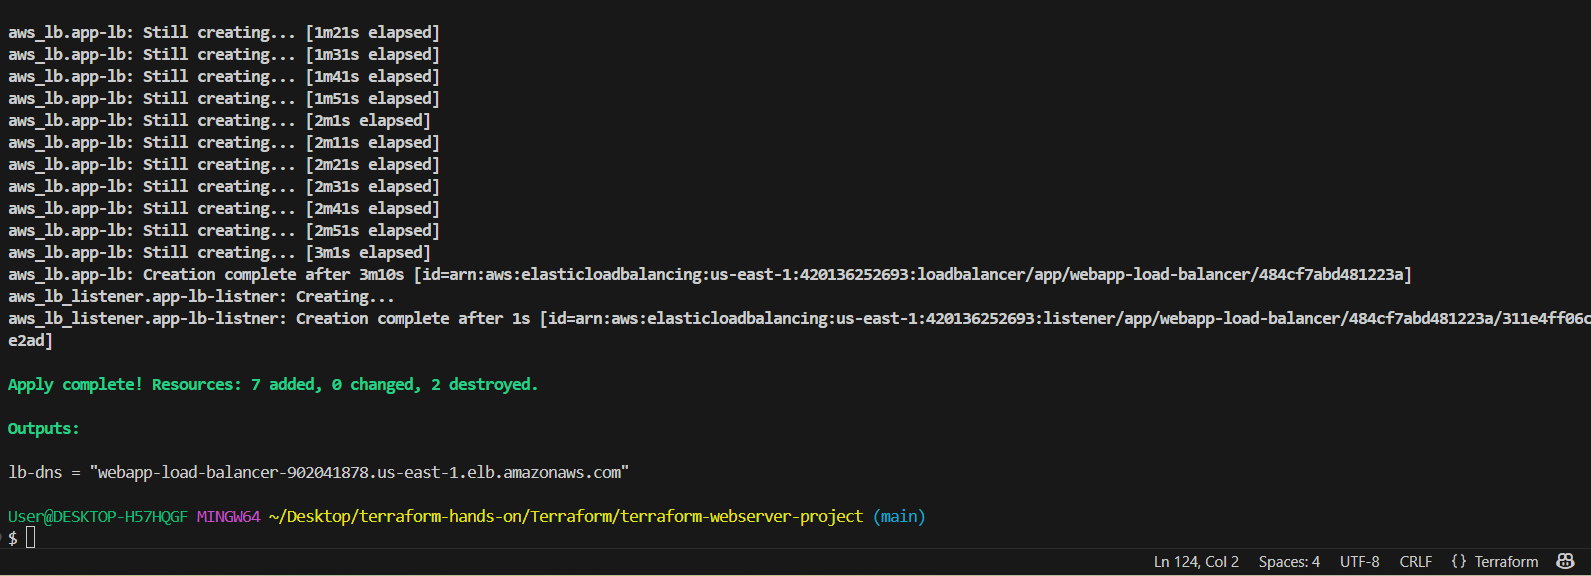 aws_lb.app-lb: Still creating... [1m21s elapsed]
aws_lb.app-lb: Still creating... [1m31s elapsed]
aws_lb.app-lb: Still creating... [1m41s elapsed]
aws_lb.app-lb: Still creating... [1m51s elapsed]
aws_lb.app-lb: Still creating... [2m1s elapsed]
aws_lb.app-lb: Still creating... [2m11s elapsed]
aws_lb.app-lb: Still creating... [2m21s elapsed]
aws_lb.app-lb: Still creating... [2m31s elapsed]
aws_lb.app-lb: Still creating... [2m41s elapsed]
aws_lb.app-lb: Still creating... [2m51s elapsed]
aws_lb.app-lb: Still creating... [3m1s elapsed]
aws_lb.app-lb: Creation complete after 3m10s [id=arn:aws:elasticloadbalancing:us-east-1:420136252693:loadbalancer/app/webapp-load-balancer/484cf7abd481223a]
aws_lb_listener.app-lb-listner: Creating...
aws_lb_listener.app-lb-listner: Creation complete after 1s [id=arn:aws:elasticloadbalancing:us-east-1:420136252693:listener/app/webapp-load-balancer/484cf7abd481223a/311e4ff06c
e2ad]
Apply complete! Resources: 7 added, 0 changed, 2 destroyed.
Outputs:
lb-dns = "webapp-load-balancer-902041878.us-east-1.elb.amazonaws.com"
User@DESKTOP-H57HQGF MINGW64 ~/Desktop/terraform-hands-on/Terraform/terraform-webserver-project (main)
$
Ln 124, Col 2 Spaces: 4 UTF-8 CRLF {} Terraform